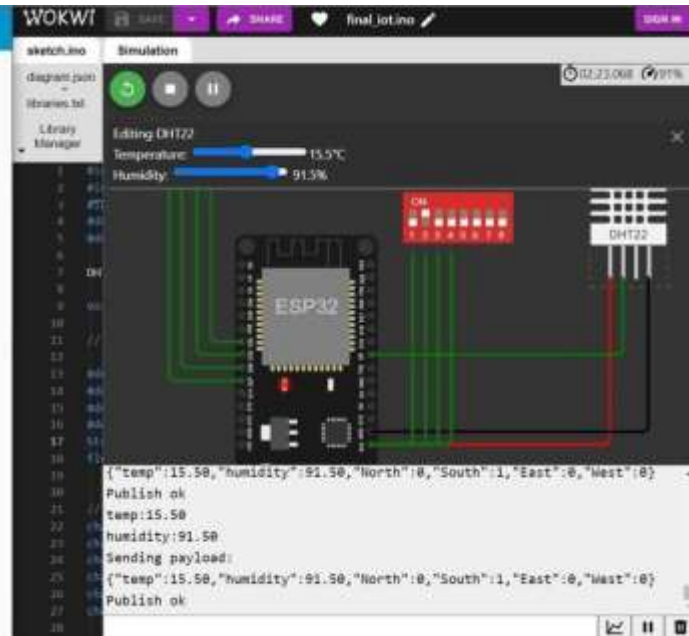 WOKWI SAVE SHARE final_iot.ino SIGN IN
sketch.ino Simulation
diagram.json
libraries.txt
Library
Manager
02:23.068 91%
Editing DHT22
Temperature: 15.5°C
Humidity: 91.5%
ON
1 2 3 4 5 6 7 8
DHT22
ESP32
{"temp":15.50,"humidity":91.50,"North":0,"South":1,"East":0,"West":0}
Publish ok
temp:15.50
humidity:91.50
Sending payload:
{"temp":15.50,"humidity":91.50,"North":0,"South":1,"East":0,"West":0}
Publish ok